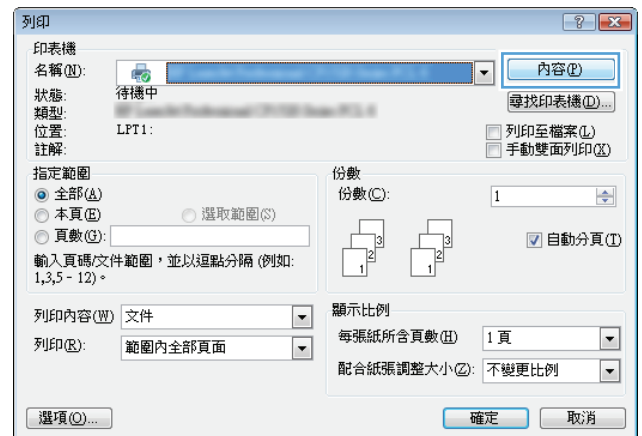 列印
印表機
名稱(N):
內容(P)
狀態: 待機中
類型:
尋找印表機(D)...
位置: LPT1:
列印至檔案(L)
註解:
手動雙面列印(X)
指定範圍
全部(A)
本頁(E) 選取範圍(S)
頁數(G):
輸入頁碼/文件範圍,並以逗點分隔 (例如:
1,3,5 - 12)。
份數
份數(C): 1
3 3
2 2
1 1
自動分頁(T)
列印內容(W) 文件
列印(R): 範圍內全部頁面
顯示比例
每張紙所含頁數(H) 1 頁
配合紙張調整大小(Z): 不變更比例
選項(O)...
確定
取消